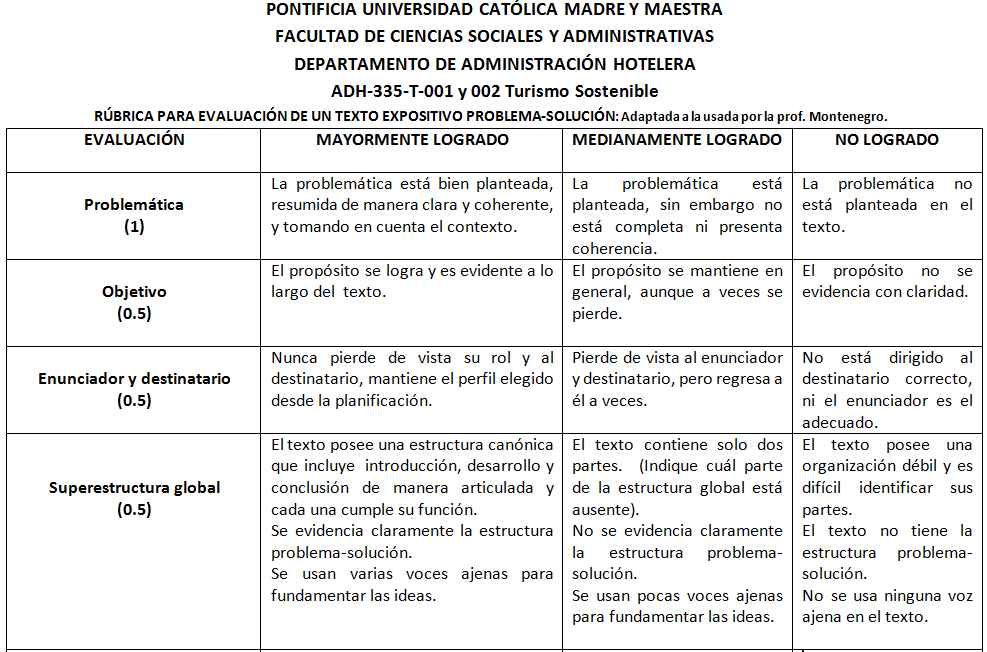 PONTIFICIA UNIVERSIDAD CATÓLICA MADRE Y MAESTRA
FACULTAD DE CIENCIAS SOCIALES Y ADMINISTRATIVAS
DEPARTAMENTO DE ADMINISTRACIÓN HOTELERA
ADH-335-T-001 y 002 Turismo Sostenible
RÚBRICA PARA EVALUACIÓN DE UN TEXTO EXPOSITIVO PROBLEMA-SOLUCIÓN: Adaptada a la usada por la prof. Montenegro.
EVALUACIÓN
MAYORMENTE LOGRADO
MEDIANAMENTE LOGRADO
NO LOGRADO
Problemática
(1)
La problemática está bien planteada,
resumida de manera clara y coherente,
y tomando en cuenta el contexto.
La problemática está
planteada, sin embargo no
está completa ni presenta
coherencia.
La problemática no
está planteada en el
texto.
Objetivo
(0.5)
El propósito se logra y es evidente a lo
largo del texto.
El propósito se mantiene en
general, aunque a veces se
pierde.
El propósito no se
evidencia con claridad.
Enunciador y destinatario
(0.5)
Nunca pierde de vista su rol y al
destinatario, mantiene el perfil elegido
desde la planificación.
Pierde de vista al enunciador
y destinatario, pero regresa a
él a veces.
No está dirigido al
destinatario correcto,
ni el enunciador es el
adecuado.
Superestructura global
(0.5)
El texto posee una estructura canónica
que incluye introducción, desarrollo y
conclusión de manera articulada y
cada una cumple su función.
Se evidencia claramente la estructura
problema-solución.
Se usan varias voces ajenas para
fundamentar las ideas.
El texto contiene solo dos
partes. (Indique cuál parte
de la estructura global está
ausente).
No se evidencia claramente
la estructura problema-
solución.
Se usan pocas voces ajenas
para fundamentar las ideas.
El texto posee una
organización débil y es
difícil identificar sus
partes.
El texto no tiene la
estructura problema-
solución.
No se usa ninguna voz
ajena en el texto.